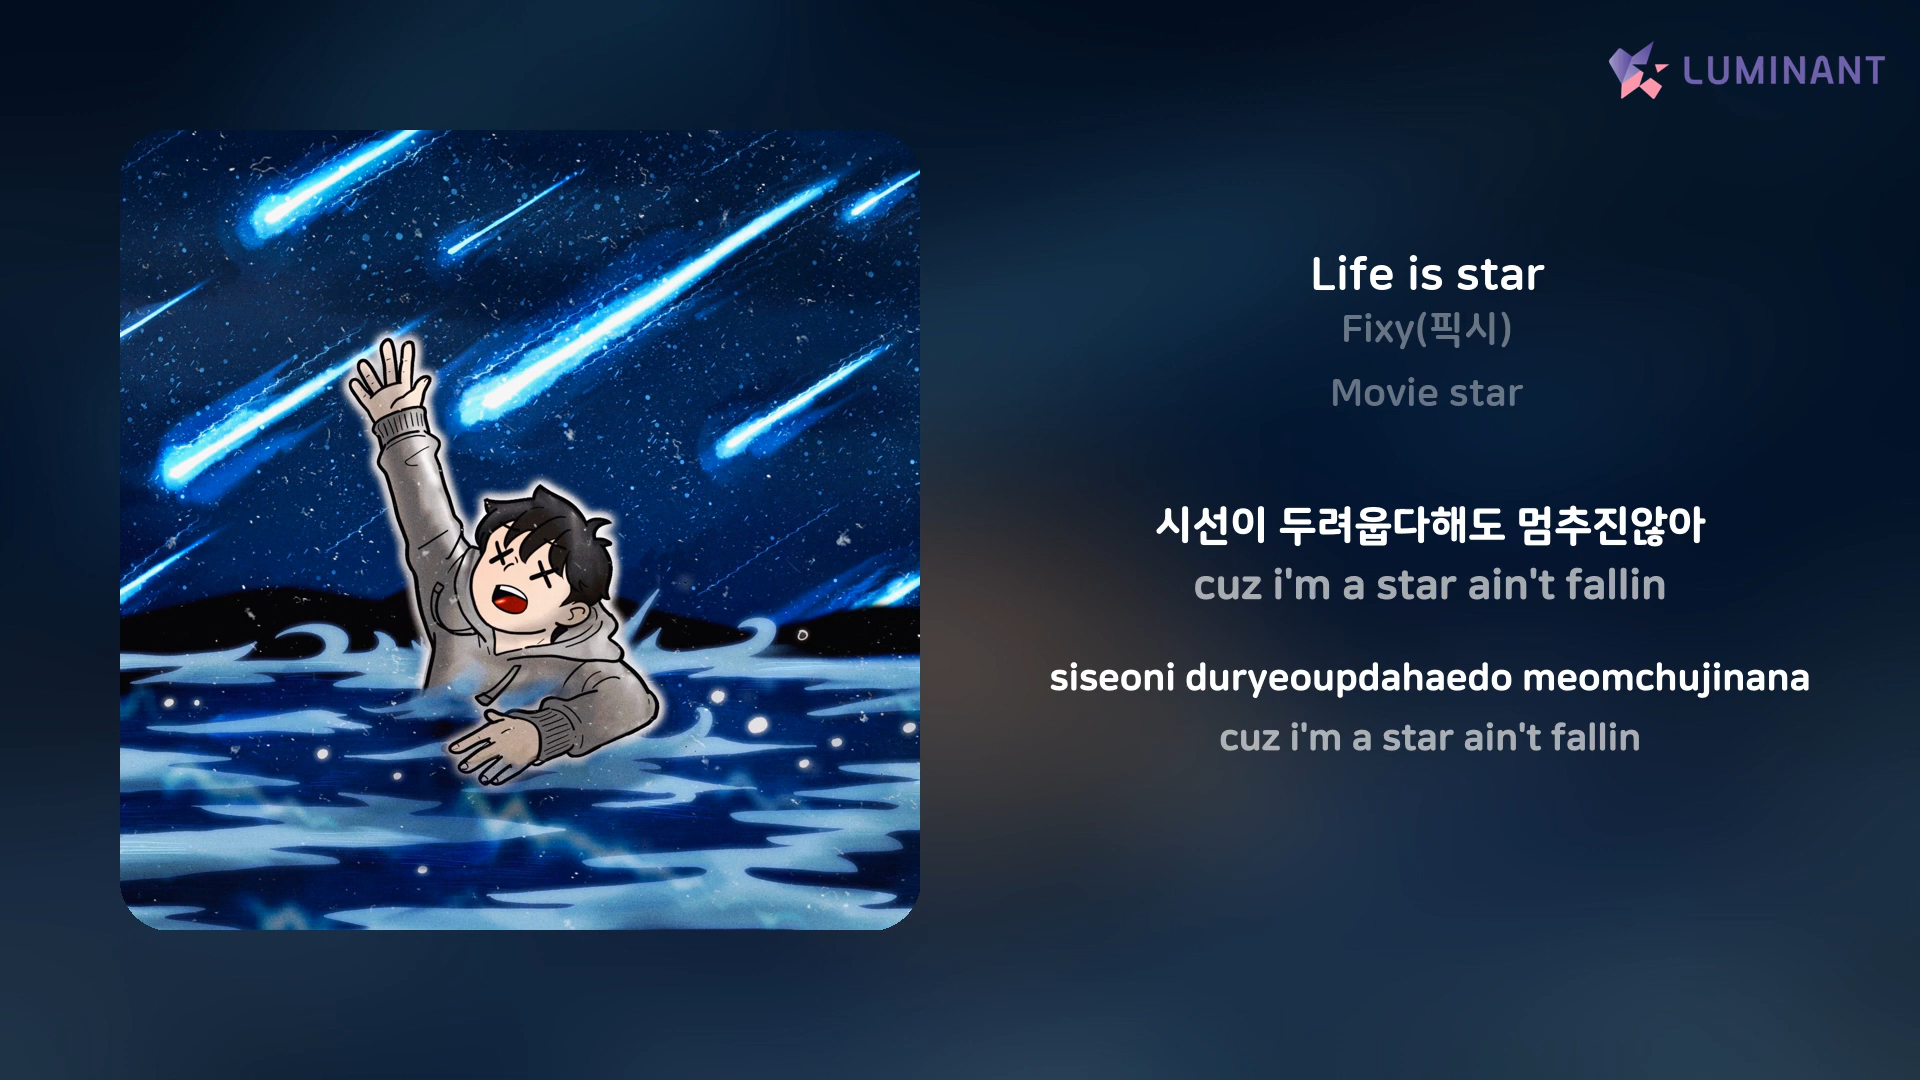 LUMINANT
Life is star
Fixy(픽시)
Movie star
시선이 두려웁다해도 멈추진않아
cuz i'm a star ain't fallin
siseoni duryeoupdahaedo meomchujinana
cuz i'm a star ain't fallin